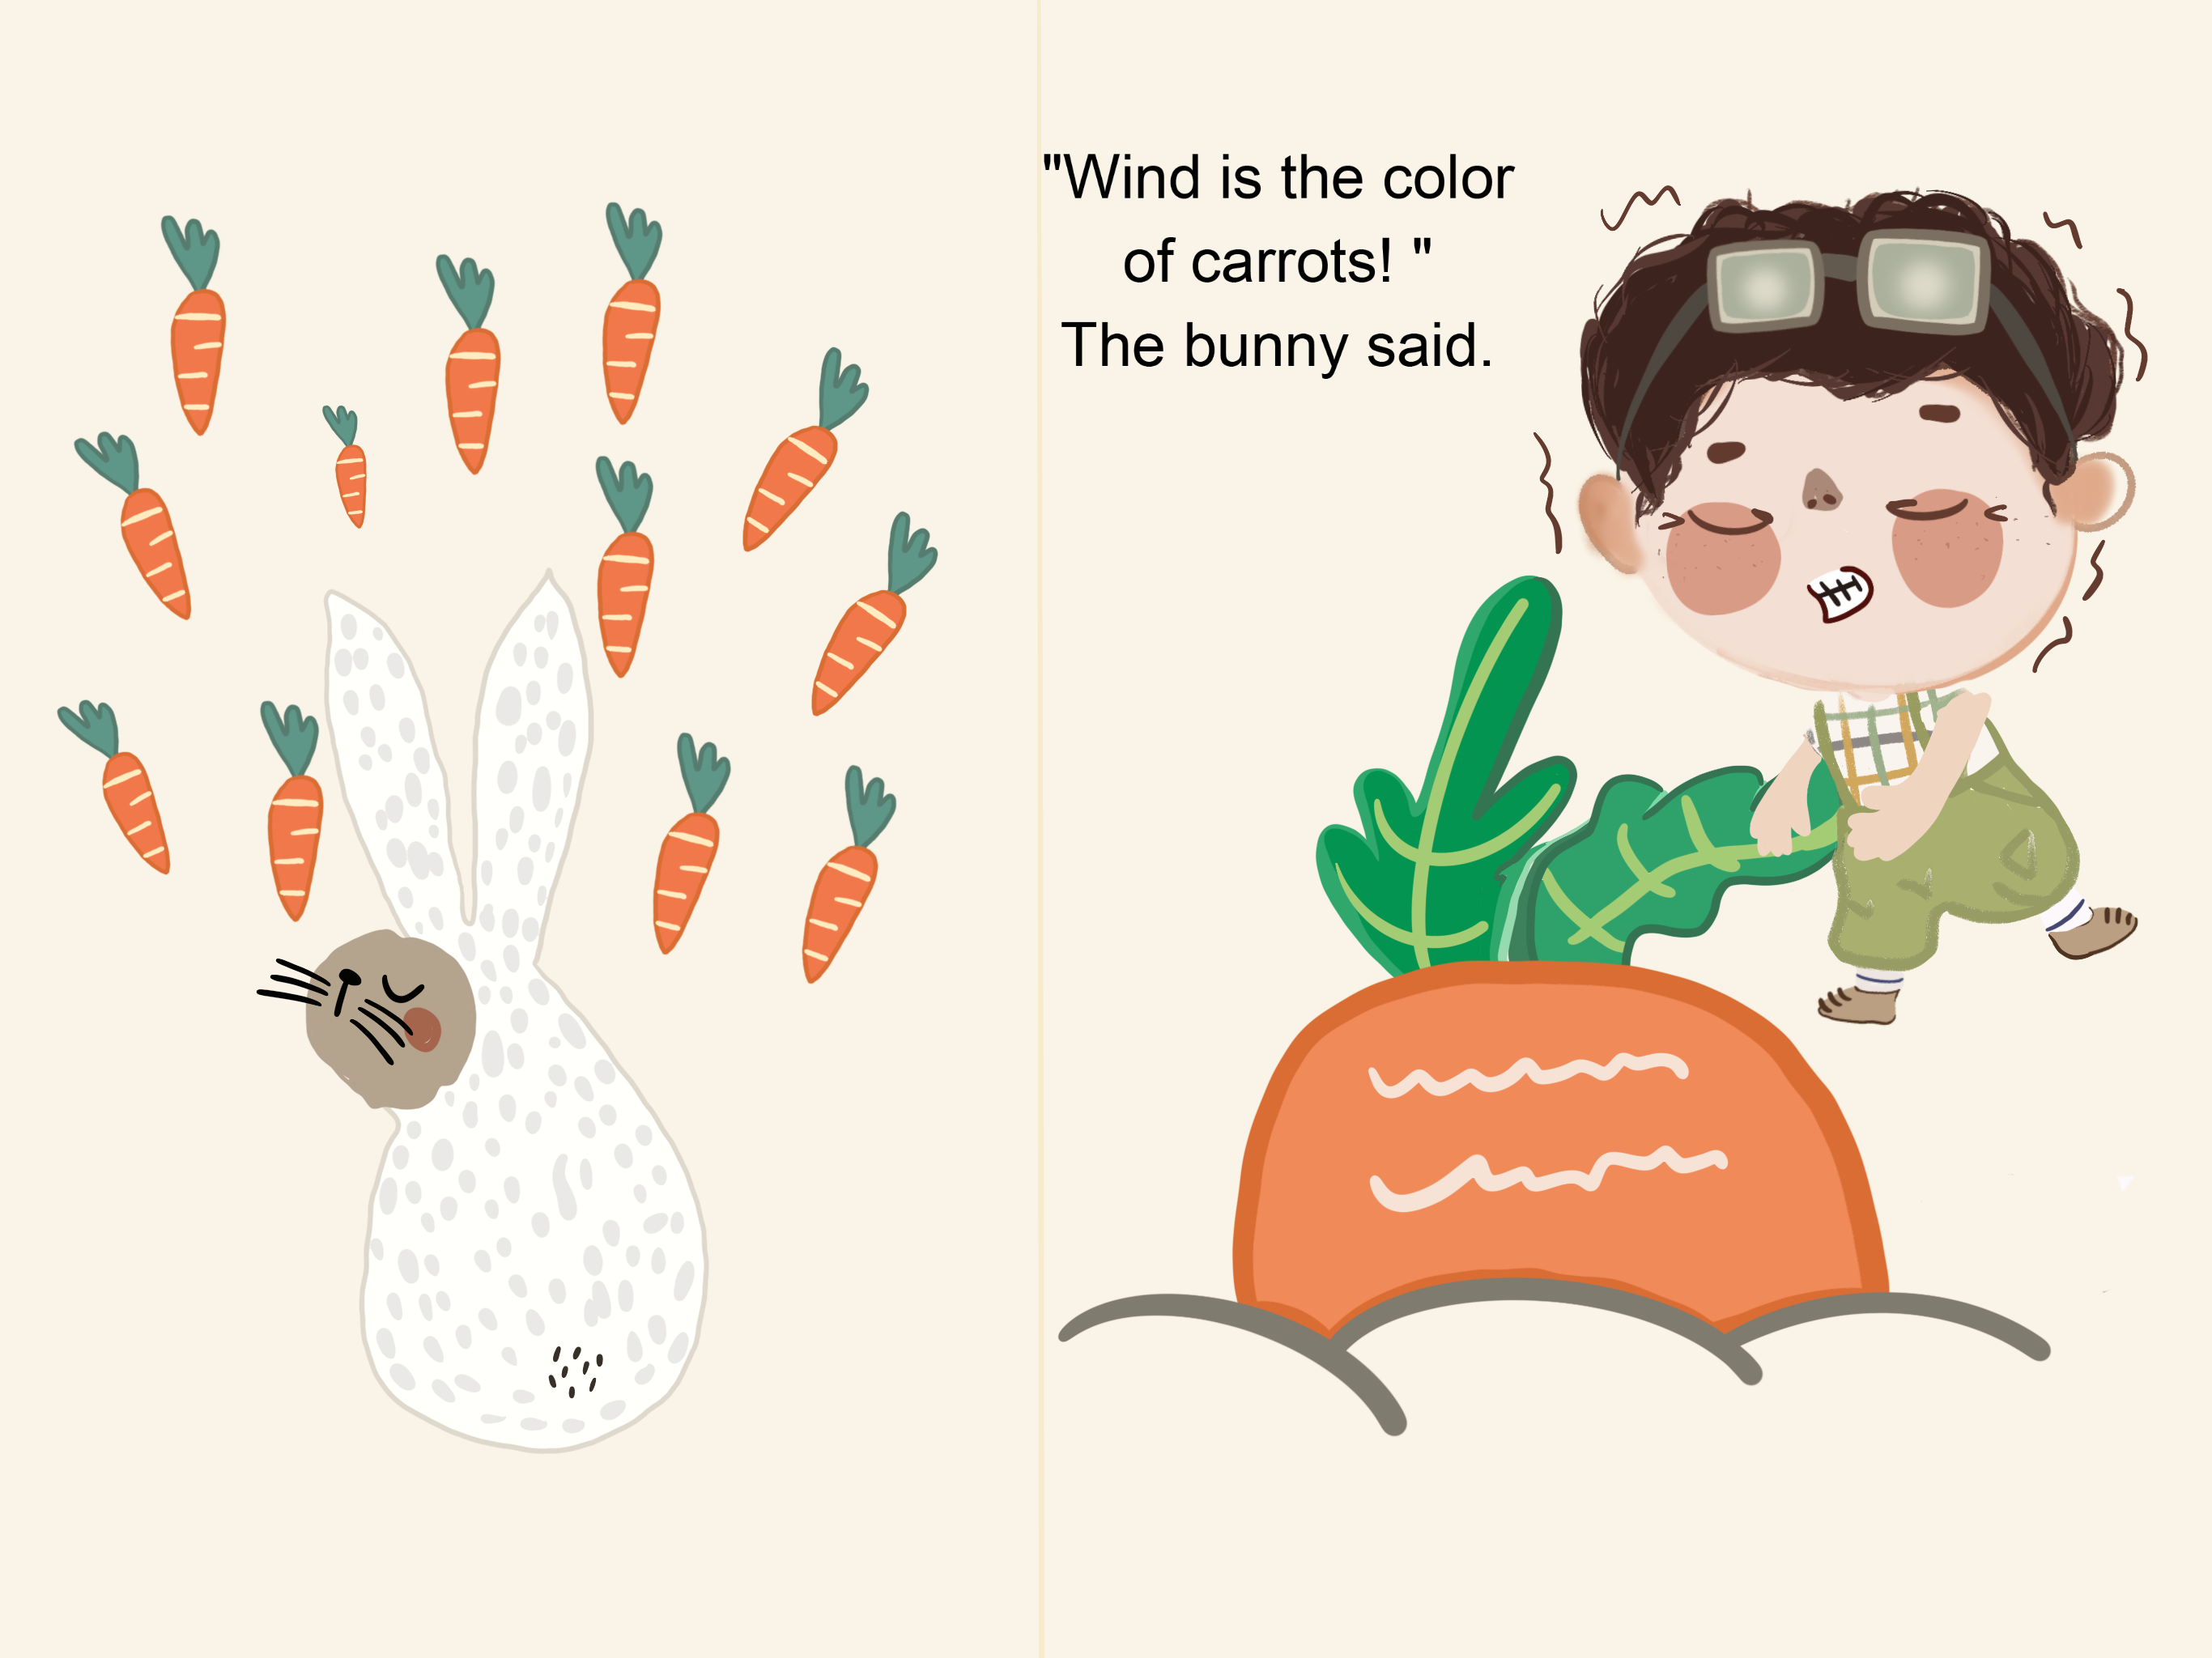 "Wind is the color
of carrots! "
The bunny said.